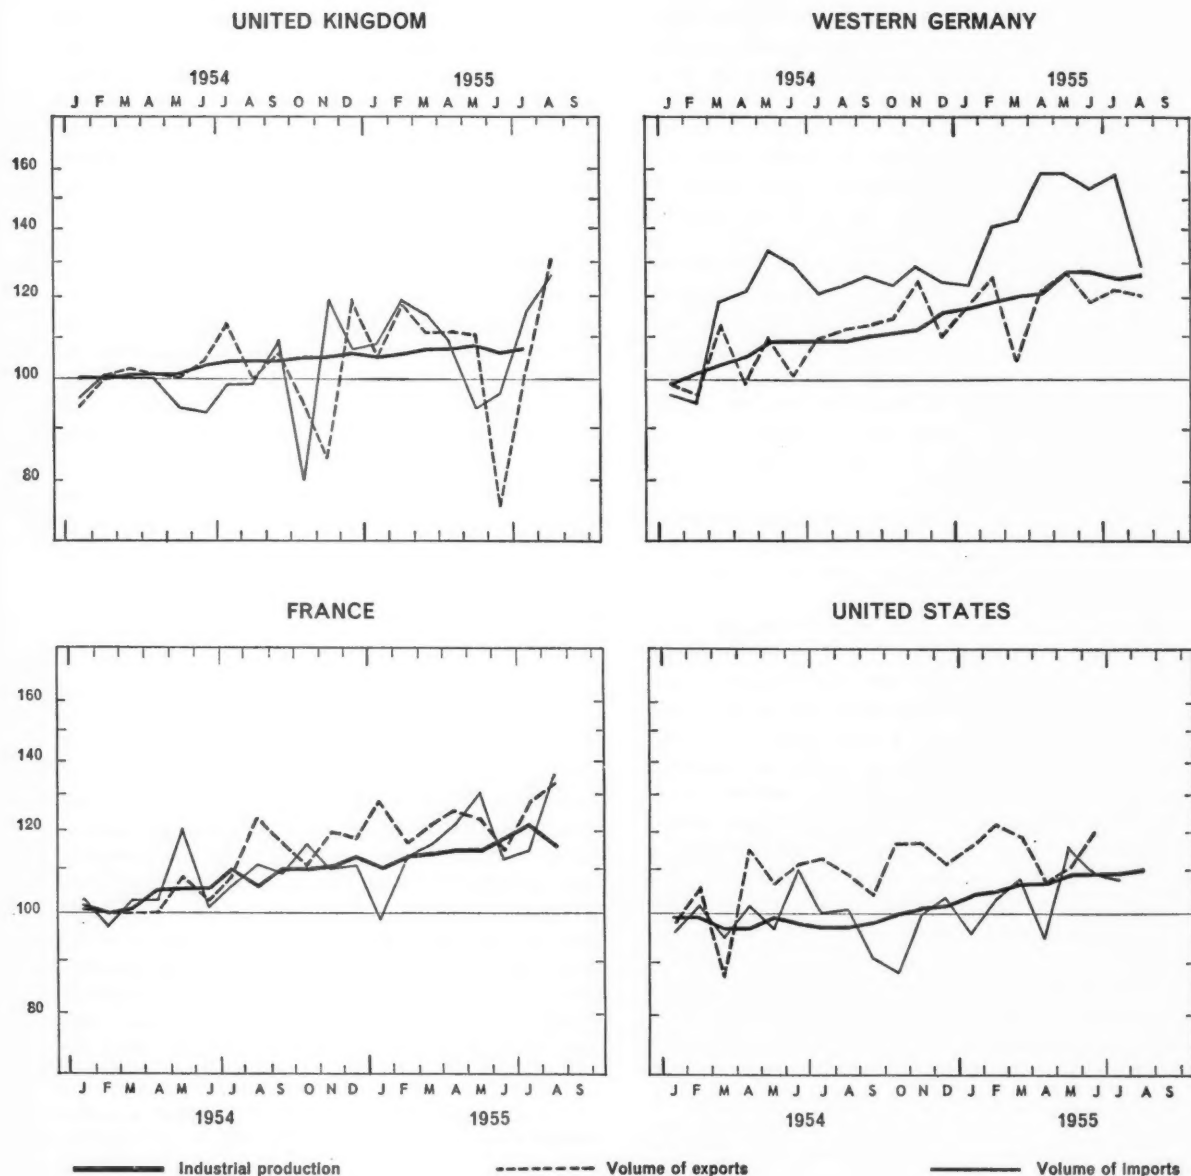 UNITED KINGDOM
WESTERN GERMANY
1954 1955
J F M A M J J A S O N D J F M A M J J A S
1954 1955
J F M A M J J A S O N D J F M A M J J A S
160
140
120
100
80
FRANCE
UNITED STATES
160
140
120
100
80
J F M A M J J A S O N D J F M A M J J A S
1954 1955
J F M A M J J A S O N D J F M A M J J A S
1954 1955
Industrial production
Volume of exports
Volume of imports